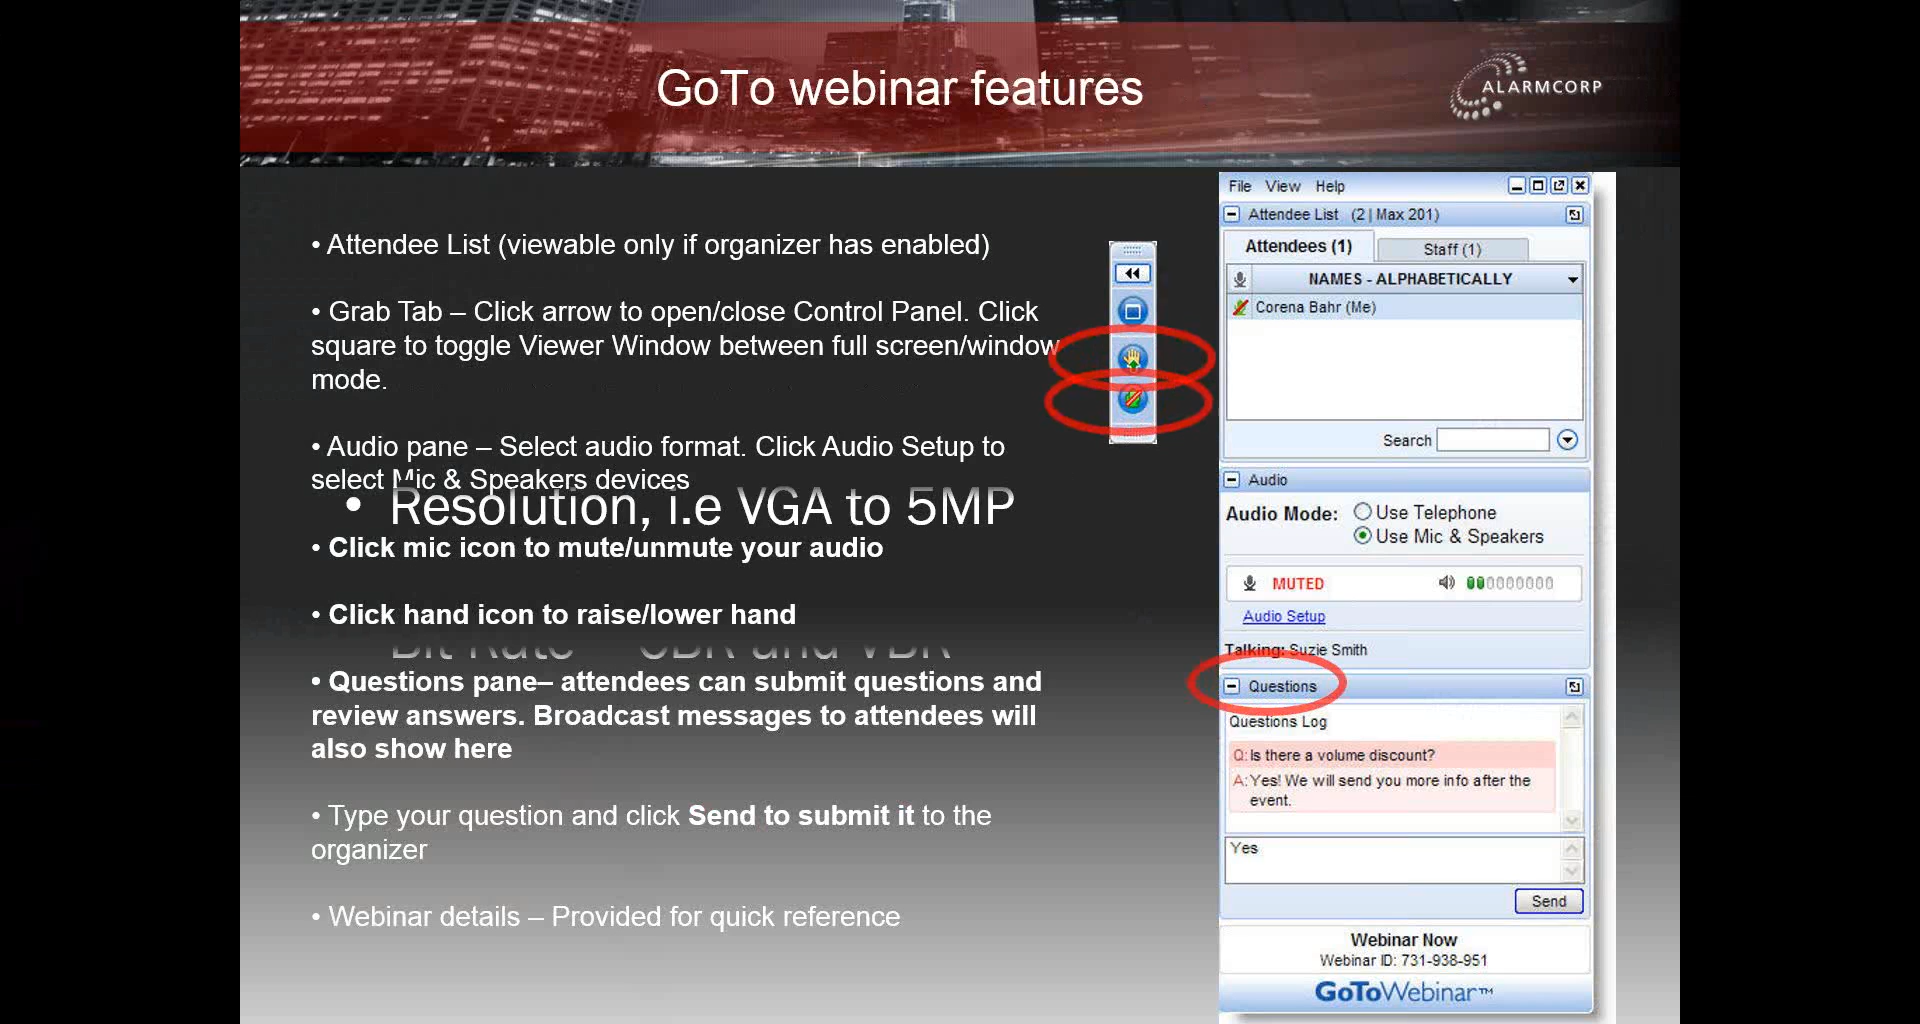 GoTo webinar features
ALARMCORP
• Attendee List (viewable only if organizer has enabled)
• Grab Tab – Click arrow to open/close Control Panel. Click
square to toggle Viewer Window between full screen/window
mode.
• Audio pane – Select audio format. Click Audio Setup to
select Mic & Speakers devices
• Resolution, i.e VGA to 5MP
• Click mic icon to mute/unmute your audio
• Click hand icon to raise/lower hand
Bit Rate – CBR and VBR
• Questions pane– attendees can submit questions and
review answers. Broadcast messages to attendees will
also show here
• Type your question and click Send to submit it to the
organizer
• Webinar details – Provided for quick reference
File View Help
Attendee List (2 | Max 201)
Attendees (1) Staff (1)
NAMES - ALPHABETICALLY
Corena Bahr (Me)
Search
Audio
Audio Mode: Use Telephone
Use Mic & Speakers
MUTED
Audio Setup
Talking: Suzie Smith
Questions
Questions Log
Q: Is there a volume discount?
A: Yes! We will send you more info after the
event.
Yes
Send
Webinar Now
Webinar ID: 731-938-951
GoToWebinar™